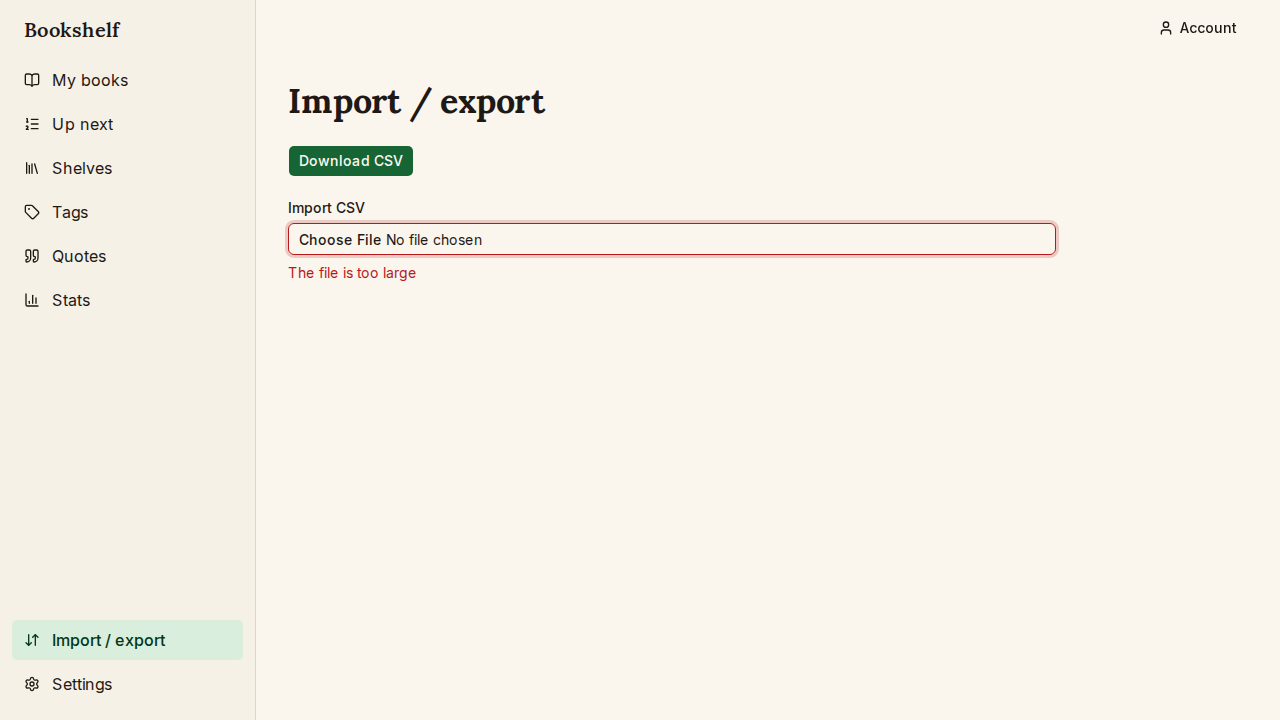 Bookshelf
My books
Up next
Shelves
Tags
Quotes
Stats
Import / export
Settings
Account
Import / export
Download CSV
Import CSV
Choose File No file chosen
The file is too large